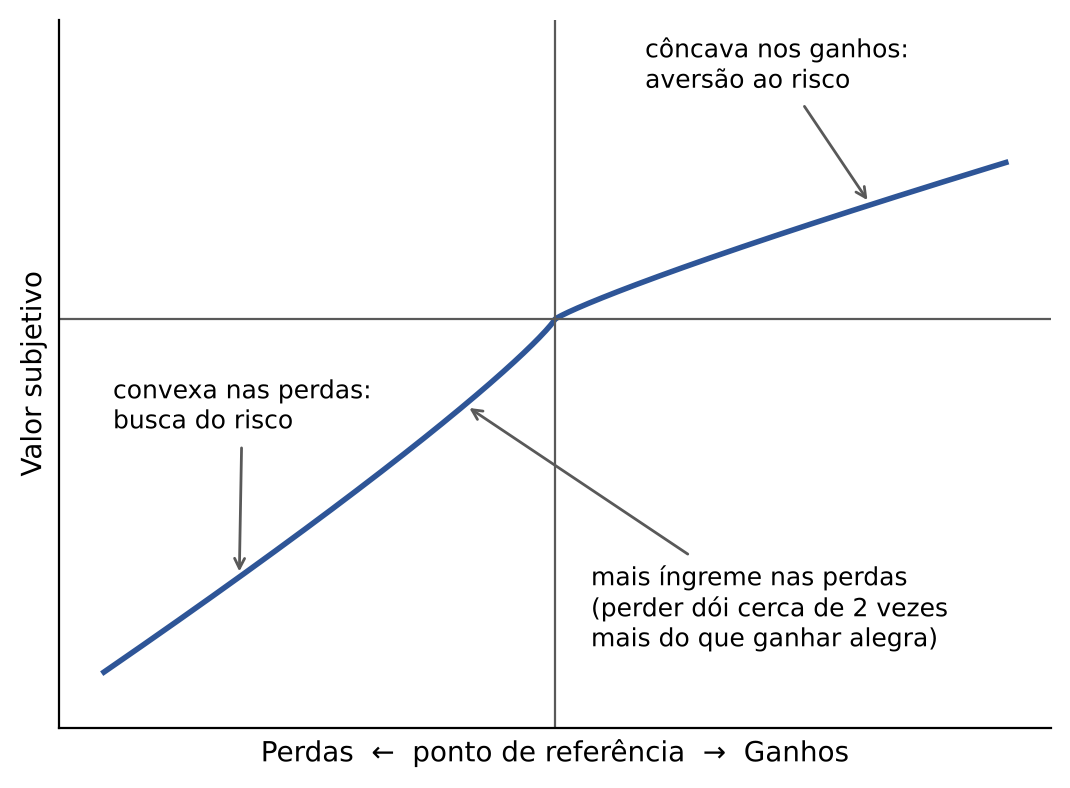 côncava nos ganhos:
aversão ao risco
Valor subjetivo
convexa nas perdas:
busca do risco
mais íngreme nas perdas
(perder dói cerca de 2 vezes
mais do que ganhar alegra)
Perdas ← ponto de referência → Ganhos